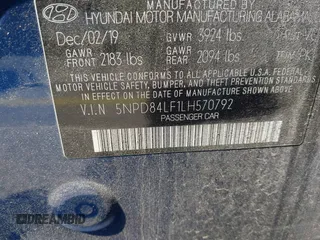 MANUFACTURED BY
HYUNDAI MOTOR MANUFACTURING ALABAMA
Dec/02/19
GVWR 3924 lbs
GAWR FRONT 2183 lbs
GAWR REAR 2094 lbs
THIS VEHICLE CONFORMS TO ALL APPLICABLE
FEDERAL MOTOR VEHICLE SAFETY, BUMPER AND
THEFT PREVENTION STANDARDS IN EFFECT
ON THE DATE OF MANUFACTURE SHOWN ABOVE
V.I.N 5NPD84LF1LH570792
PASSENGER CAR
DREAMBID